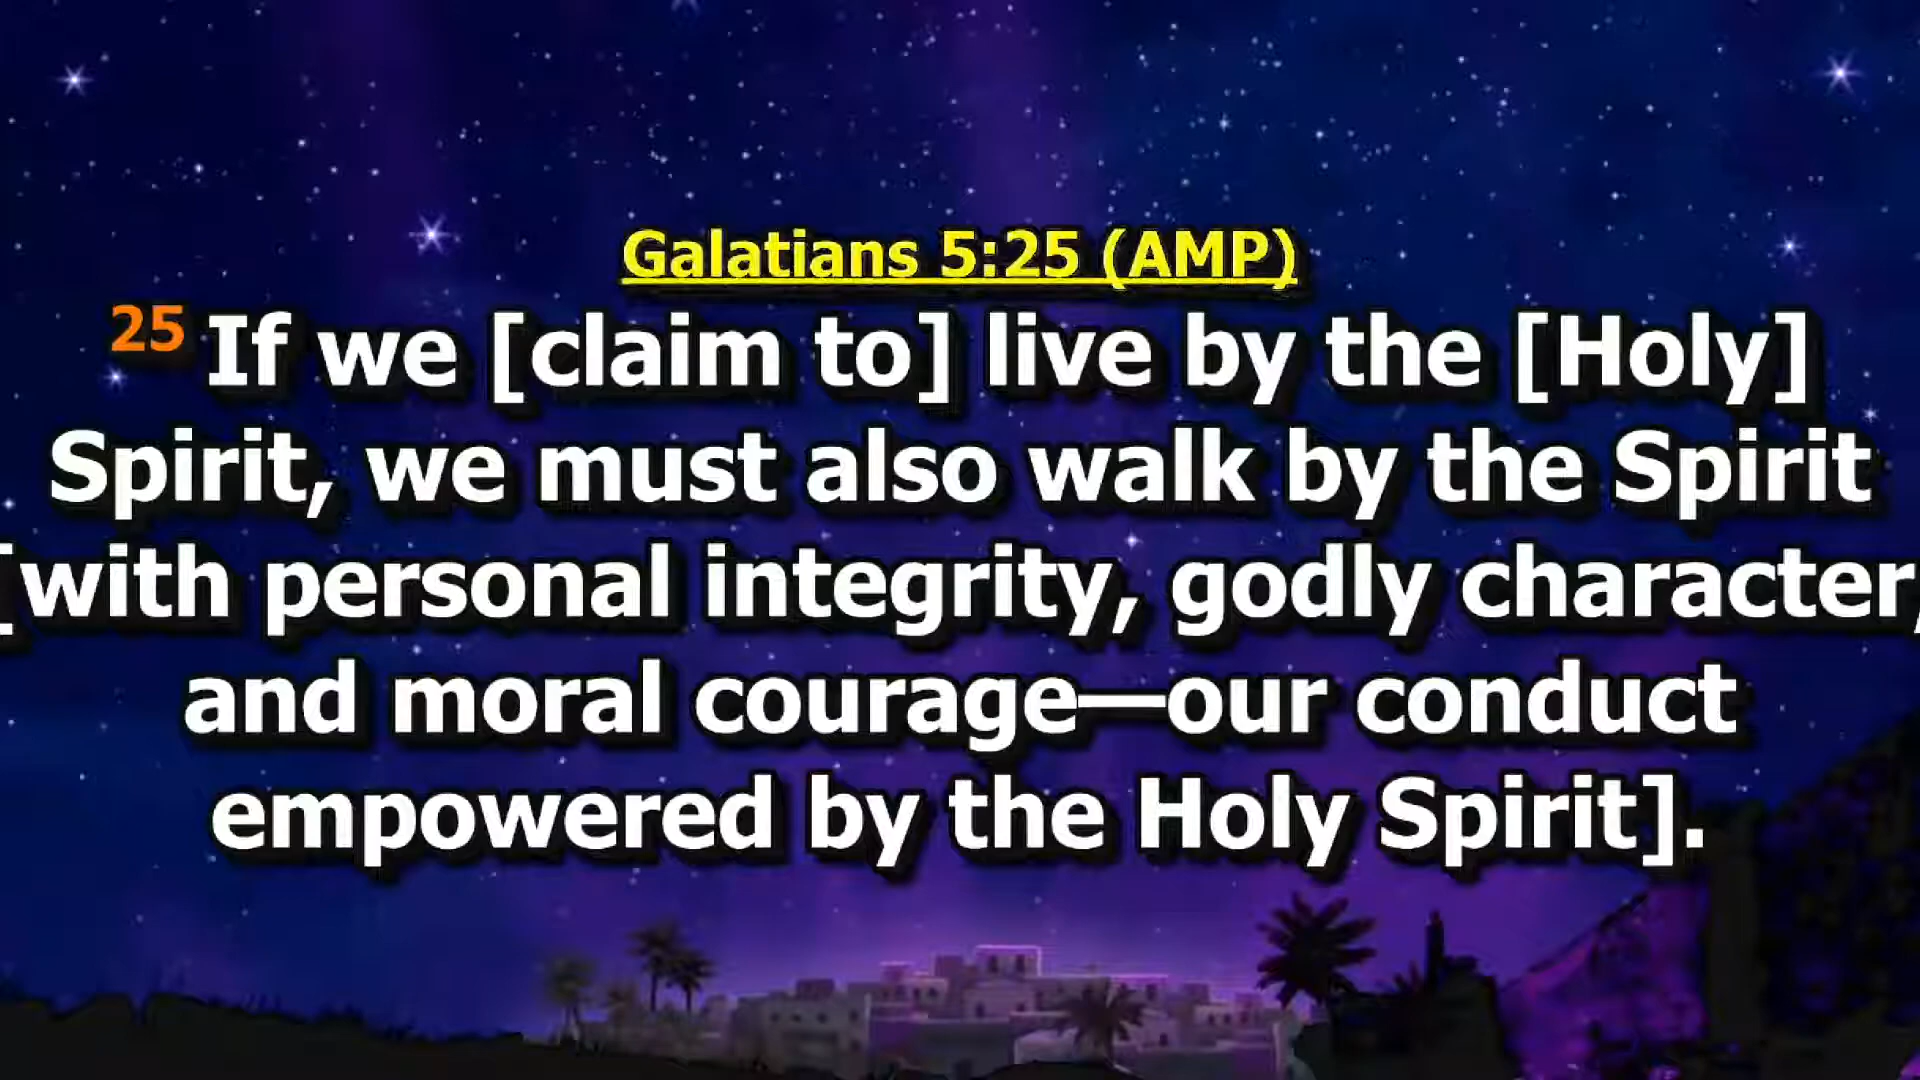 Galatians 5:25 (AMP)
25 If we [claim to] live by the [Holy]
Spirit, we must also walk by the Spirit
[with personal integrity, godly character,
and moral courage—our conduct
empowered by the Holy Spirit].